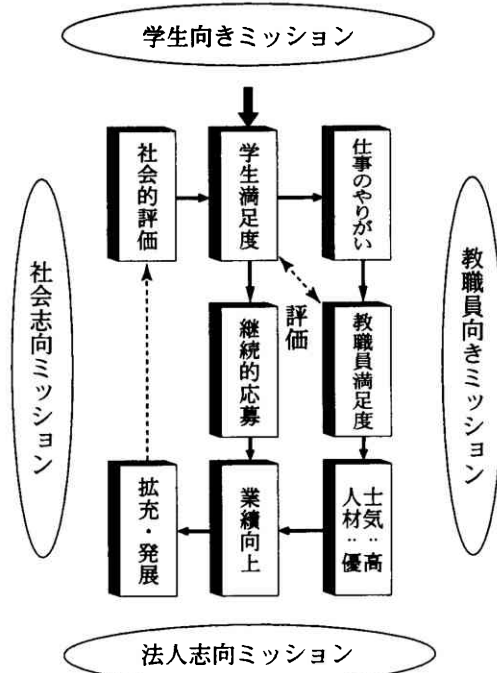 学生向きミッション
社会的評価
学生満足度
仕事のやりがい
社会志向ミッション
教職員向きミッション
評価
継続的応募
教職員満足度
拡充・発展
業績向上
士気:高
人材:優
法人志向ミッション